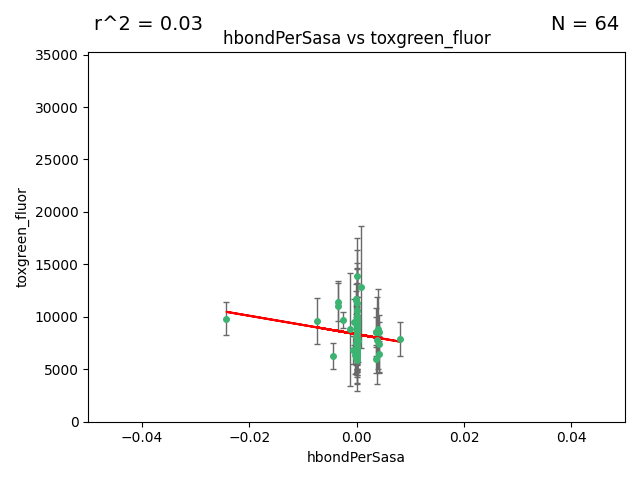 r^2 = 0.03
N = 64
hbondPerSasa vs toxgreen_fluor
35000
30000
25000
20000
15000
10000
5000
0
toxgreen_fluor
−0.04
−0.02
0.00
0.02
0.04
hbondPerSasa